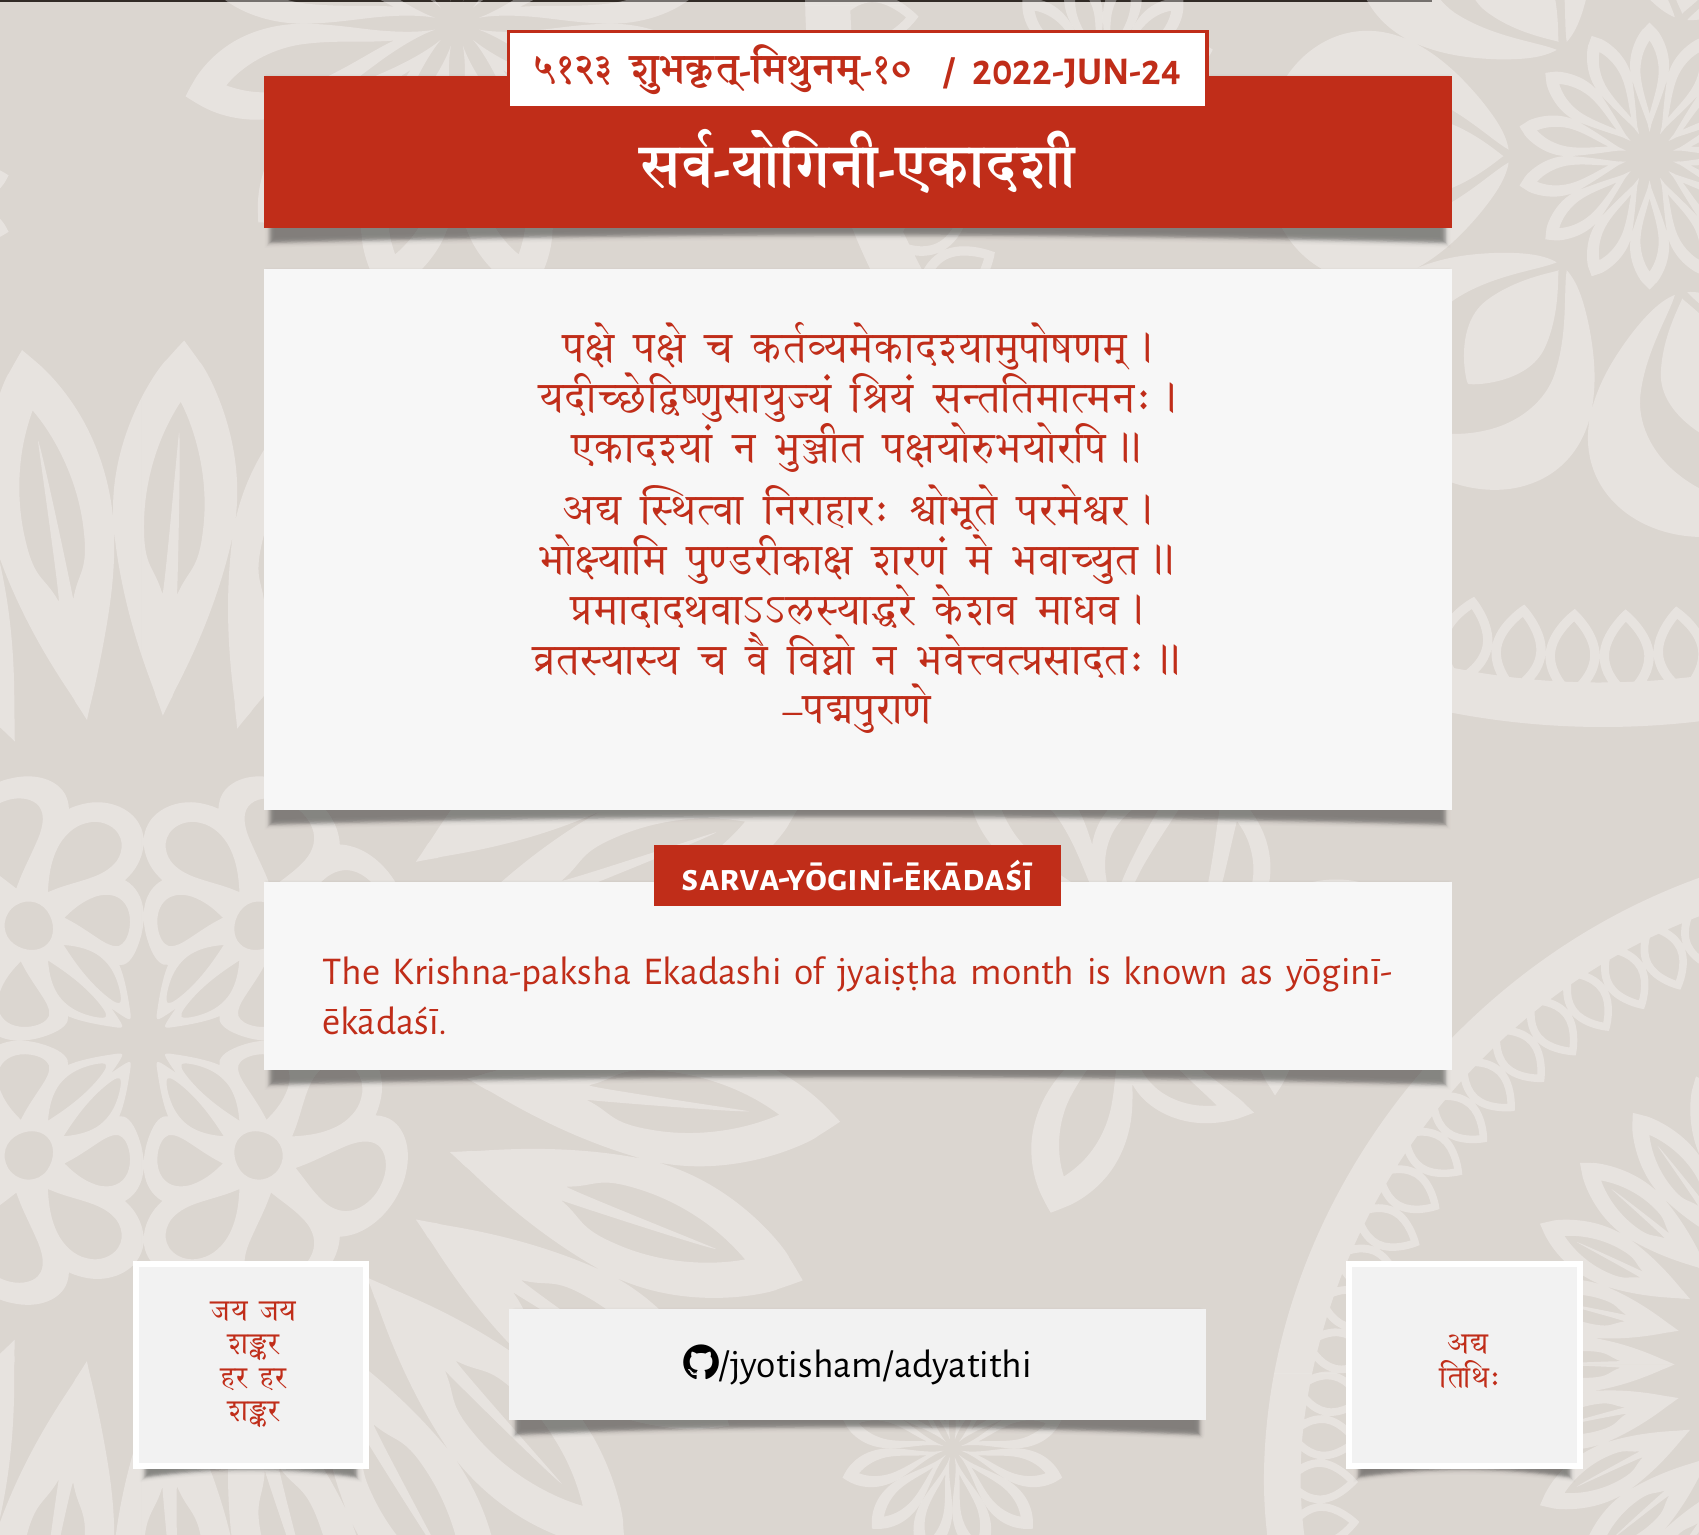 ५१२३ शुभकृत्-मिथुनम्-१० / 2022-JUN-24
सर्व-योगिनी-एकादशी
पक्षे पक्षे च कर्तव्यमेकादश्यामुपोषणम्।
यदीच्छेद्विष्णुसायुज्यं श्रियं सन्ततिमात्मनः।
एकादश्यां न भुञ्जीत पक्षयोरुभयोरपि॥
अद्य स्थित्वा निराहारः श्वोभूते परमेश्वर।
भोक्ष्यामि पुण्डरीकाक्ष शरणं मे भवाच्युत॥
प्रमादादथवाऽऽलस्याद्धरे केशव माधव।
व्रतस्यास्य च वै विघ्नो न भवेत्त्वत्प्रसादतः॥
–पद्मपुराणे
SARVA-YŌGINĪ-ĒKĀDAŚĪ
The Krishna-paksha Ekadashi of jyaiṣṭha month is known as yōginī-
ēkādaśī.
जय जय
शङ्कर
हर हर
शङ्कर
/jyotisham/adyatithi
अद्य
तिथिः